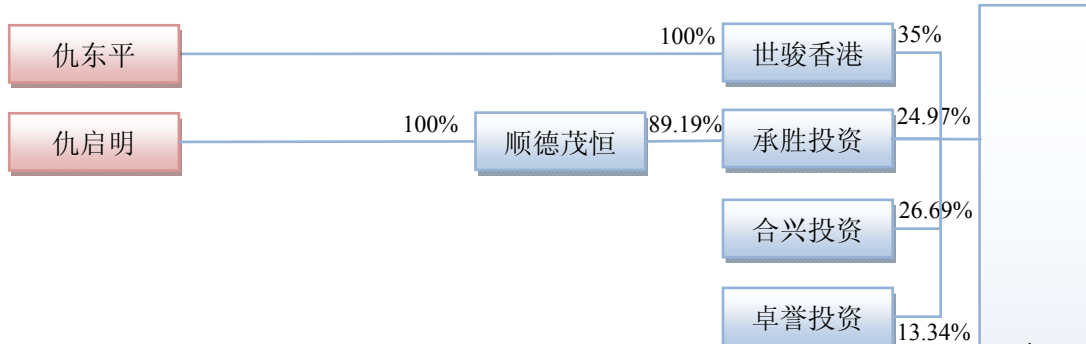 仇东平
100%
世骏香港
35%
仇启明
100%
顺德茂恒
89.19%
承胜投资
24.97%
合兴投资
26.69%
卓誉投资
13.34%